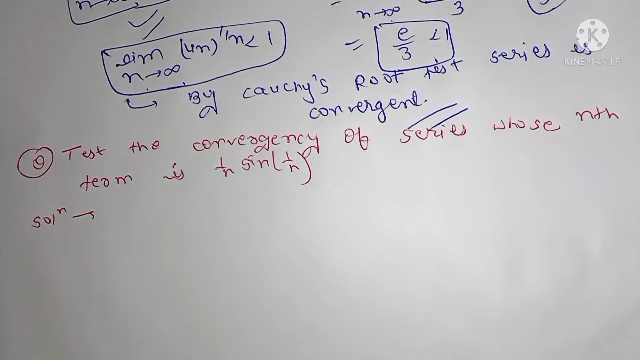 n→∞ 3
lim (un)^1/n < 1 = e/3 < 1
n→∞
By Cauchy's Root test series is
convergent.
Q Test the convergency of series whose nth
term is 1/n sin(1/n)
Solⁿ →
KINEMASTER